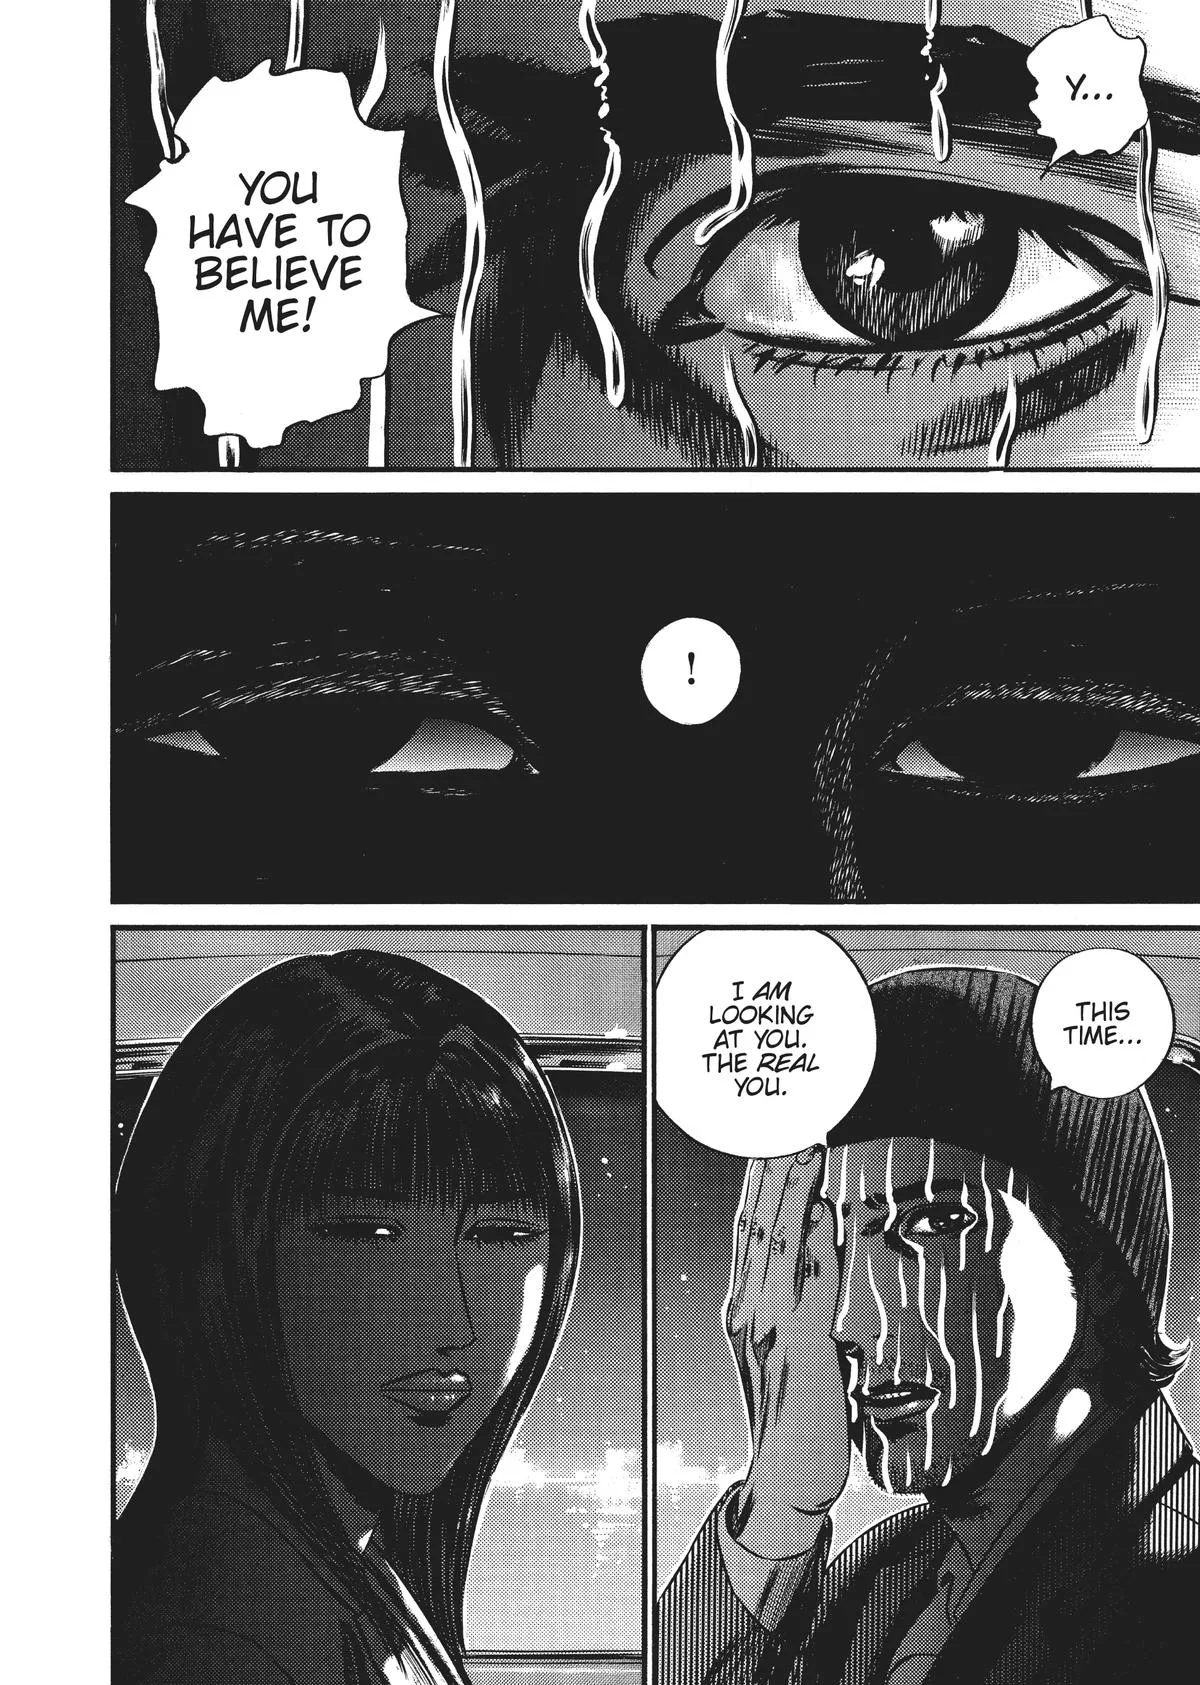 Y...
YOU
HAVE TO
BELIEVE
ME!
!
THIS
TIME...
I AM
LOOKING
AT YOU.
THE REAL
YOU.